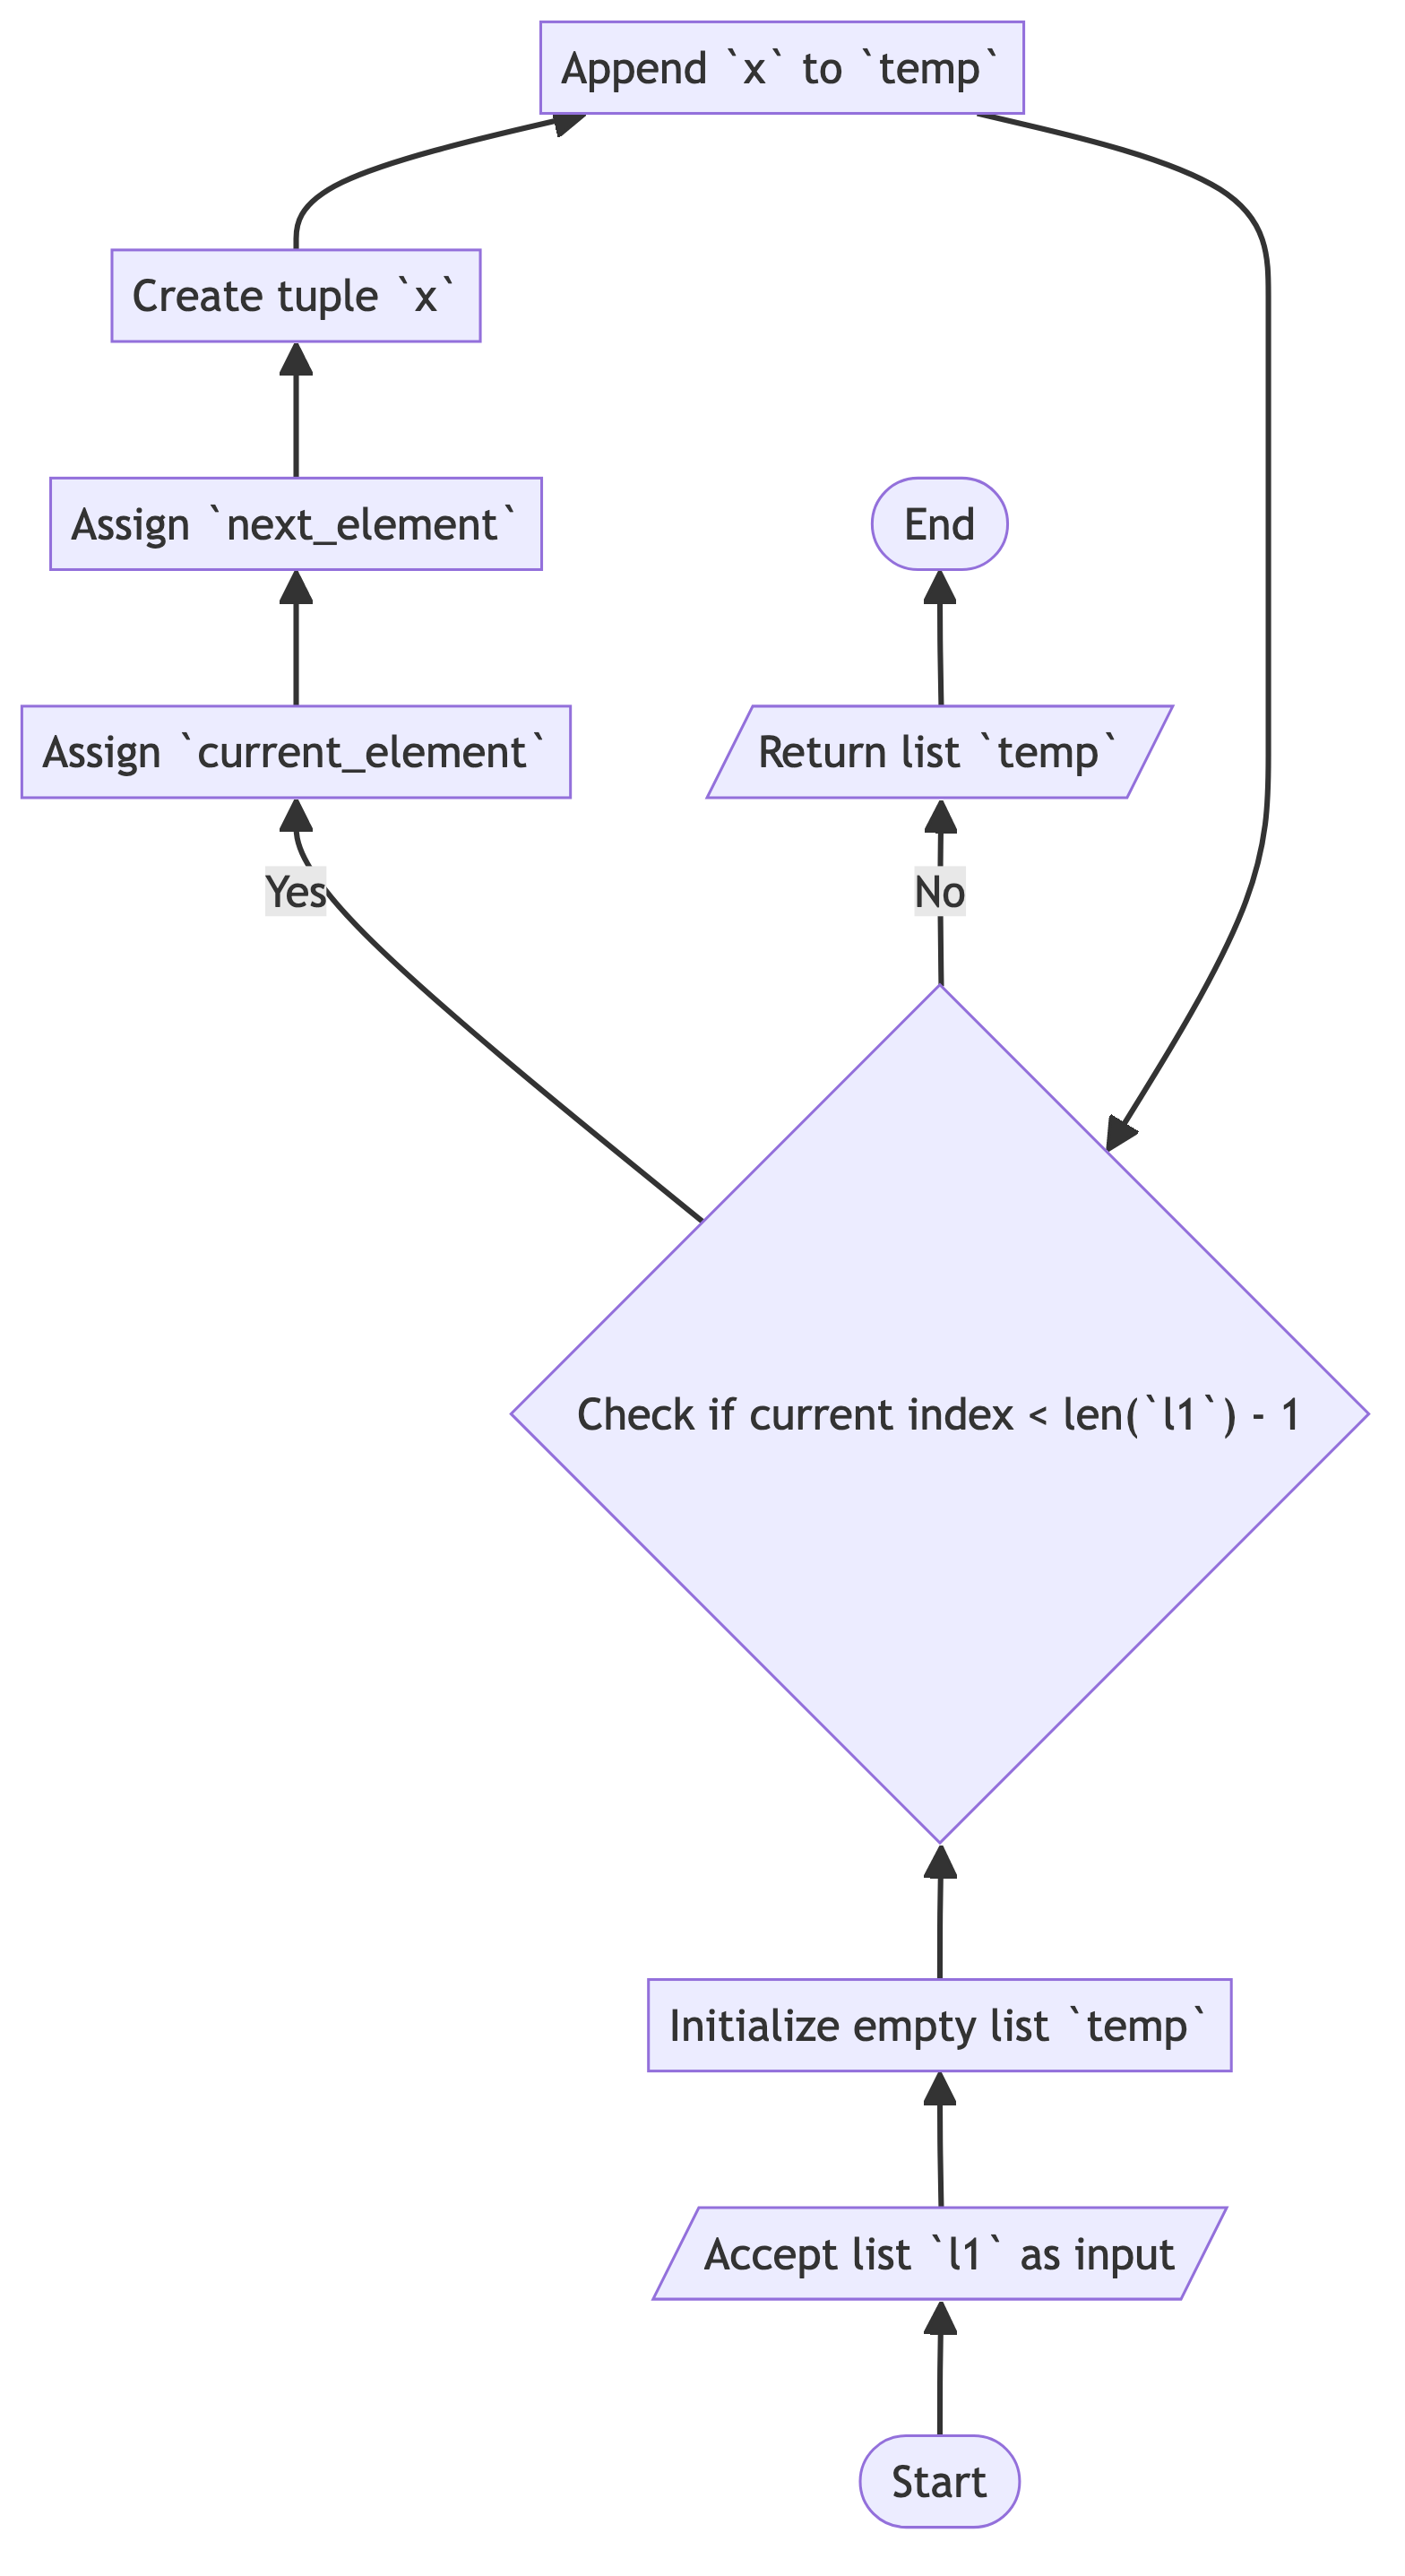 Append `x` to `temp`
Create tuple `x`
Assign `next_element`
End
Assign `current_element`
Return list `temp`
Yes
No
Check if current index < len(`l1`) - 1
Initialize empty list `temp`
Accept list `l1` as input
Start